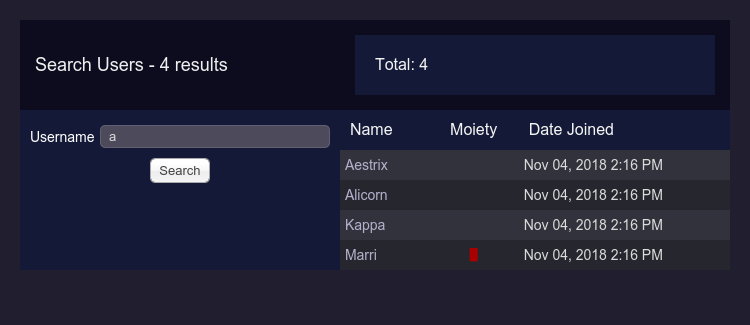 Search Users - 4 results
Total: 4
Username a
Search
Name Moiety Date Joined
Aestrix Nov 04, 2018 2:16 PM
Alicorn Nov 04, 2018 2:16 PM
Kappa Nov 04, 2018 2:16 PM
Marri Nov 04, 2018 2:16 PM